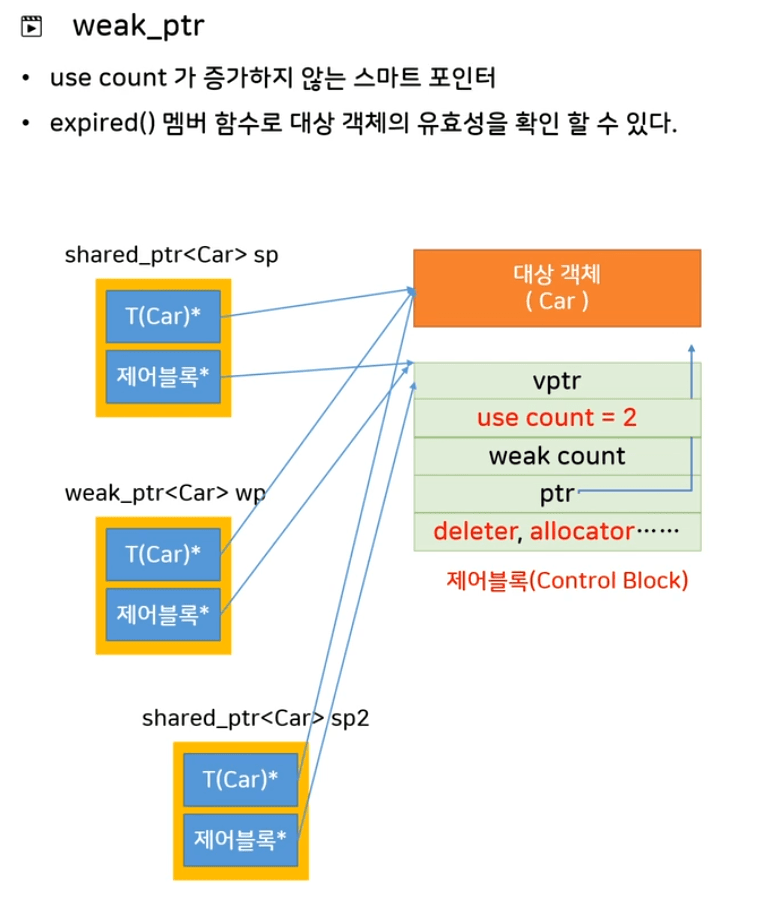 weak_ptr
• use count 가 증가하지 않는 스마트 포인터
• expired() 멤버 함수로 대상 객체의 유효성을 확인 할 수 있다.
shared_ptr<Car> sp
T(Car)*
제어블록*
대상 객체
( Car )
vptr
use count = 2
weak count
ptr
deleter, allocator……
제어블록(Control Block)
weak_ptr<Car> wp
T(Car)*
제어블록*
shared_ptr<Car> sp2
T(Car)*
제어블록*